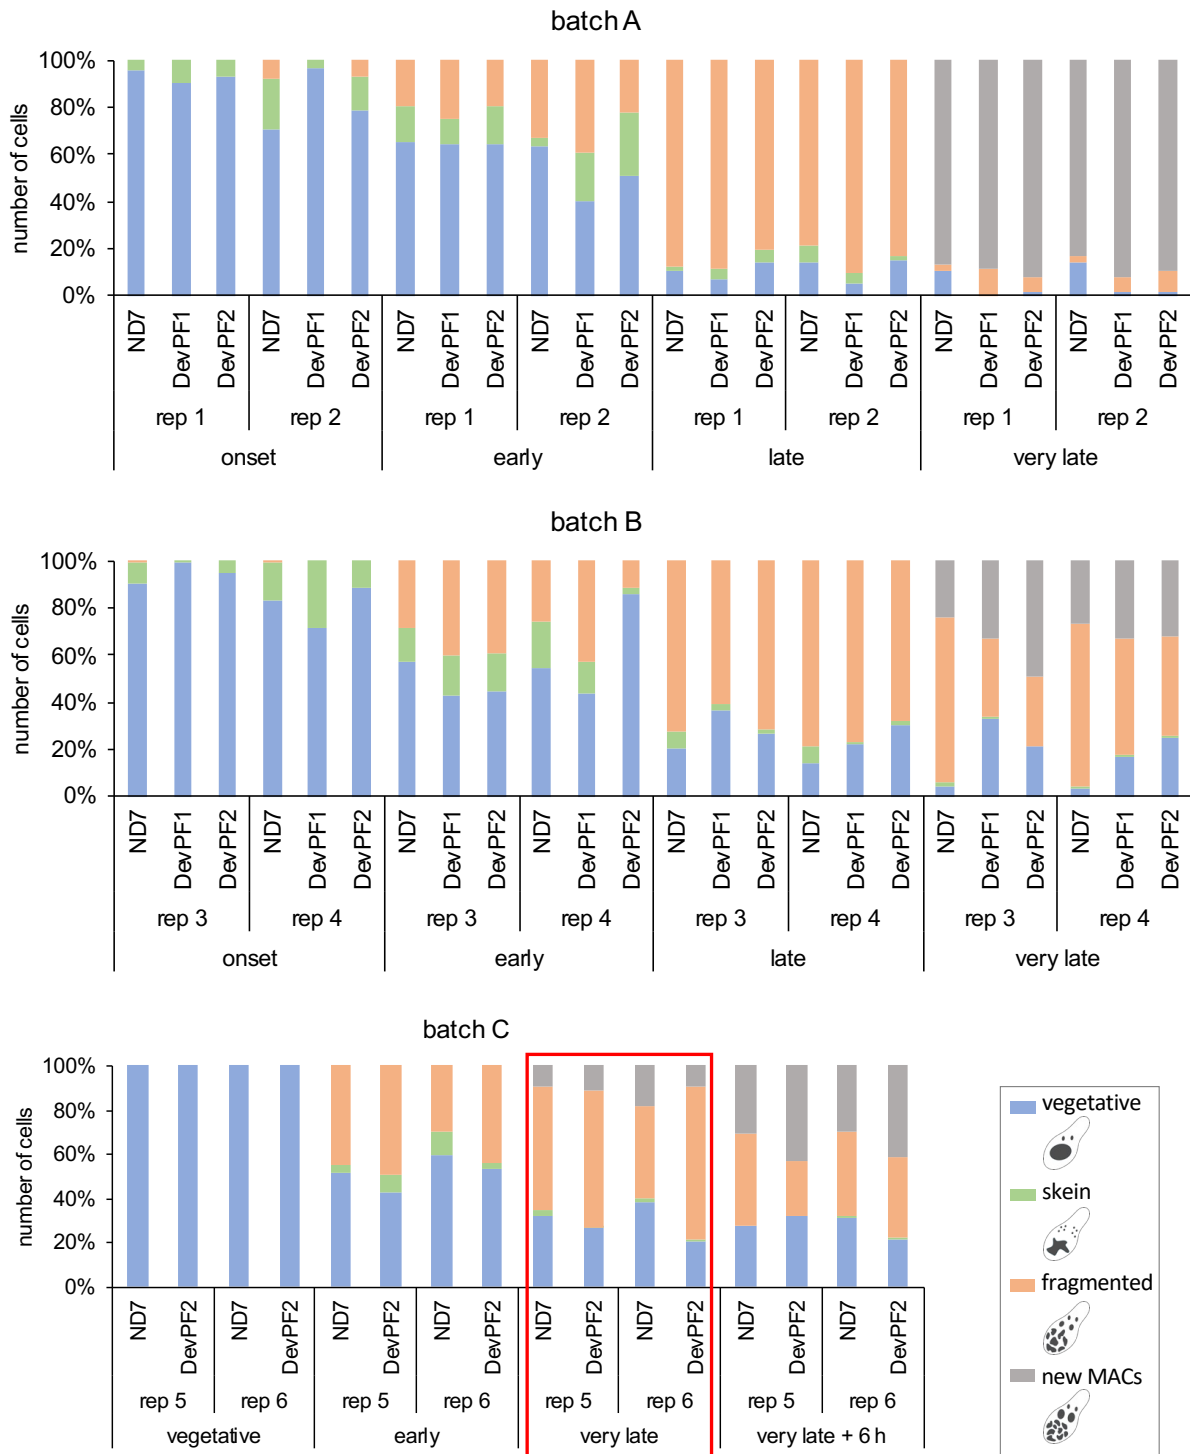 batch A
number of cells
100%
80%
60%
40%
20%
0%
ND7 DevPF1 DevPF2 ND7 DevPF1 DevPF2 ND7 DevPF1 DevPF2 ND7 DevPF1 DevPF2 ND7 DevPF1 DevPF2 ND7 DevPF1 DevPF2 ND7 DevPF1 DevPF2 ND7 DevPF1 DevPF2
rep 1 rep 2 rep 1 rep 2 rep 1 rep 2 rep 1 rep 2
onset early late very late
batch B
number of cells
100%
80%
60%
40%
20%
0%
ND7 DevPF1 DevPF2 ND7 DevPF1 DevPF2 ND7 DevPF1 DevPF2 ND7 DevPF1 DevPF2 ND7 DevPF1 DevPF2 ND7 DevPF1 DevPF2 ND7 DevPF1 DevPF2 ND7 DevPF1 DevPF2
rep 3 rep 4 rep 3 rep 4 rep 3 rep 4 rep 3 rep 4
onset early late very late
batch C
number of cells
100%
80%
60%
40%
20%
0%
ND7 DevPF2 ND7 DevPF2 ND7 DevPF2 ND7 DevPF2 ND7 DevPF2 ND7 DevPF2 ND7 DevPF2 ND7 DevPF2
rep 5 rep 6 rep 5 rep 6 rep 5 rep 6 rep 5 rep 6
vegetative early very late very late + 6 h
vegetative
skein
fragmented
new MACs